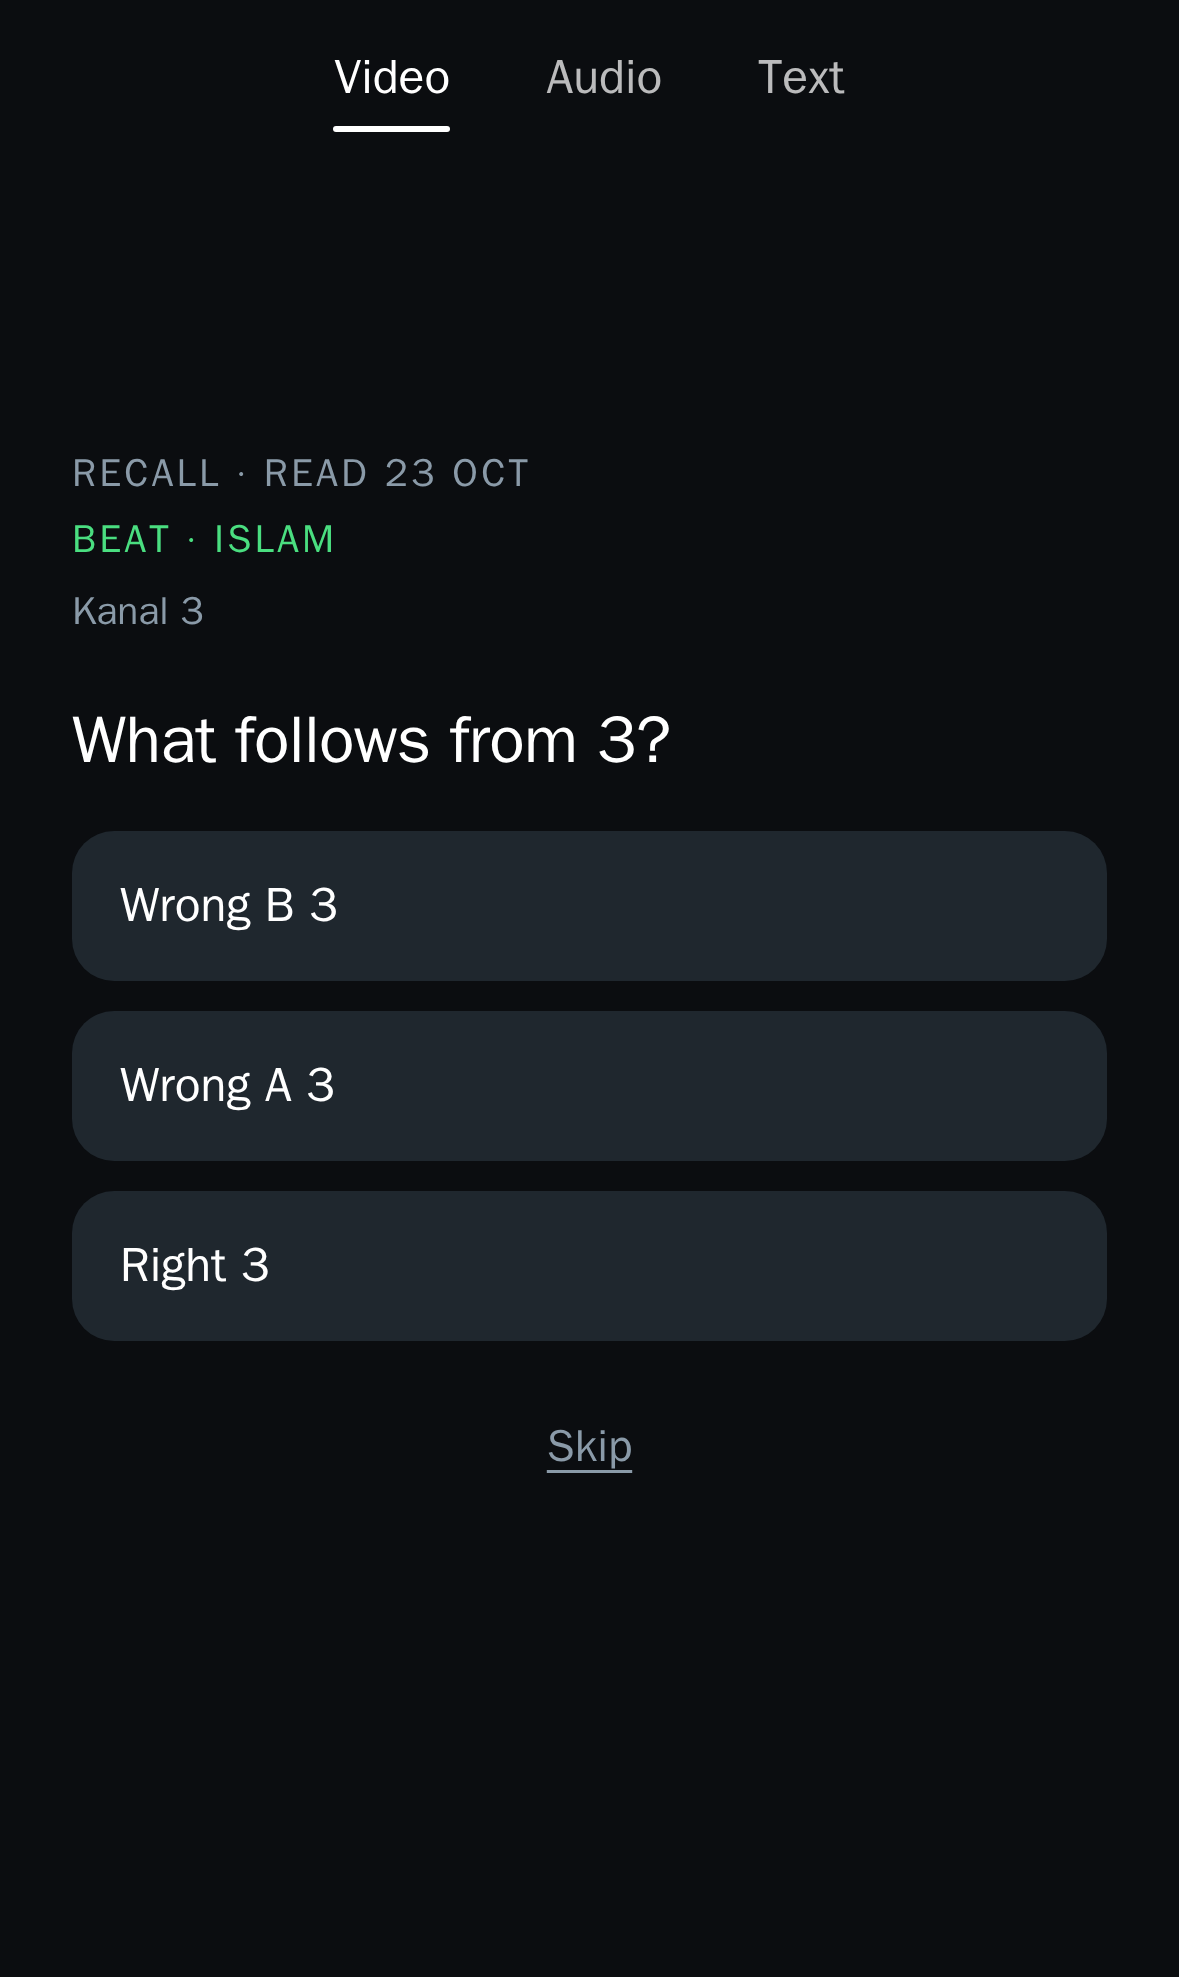 Video Audio Text
RECALL · READ 23 OCT
BEAT · ISLAM
Kanal 3
What follows from 3?
Wrong B 3
Wrong A 3
Right 3
Skip